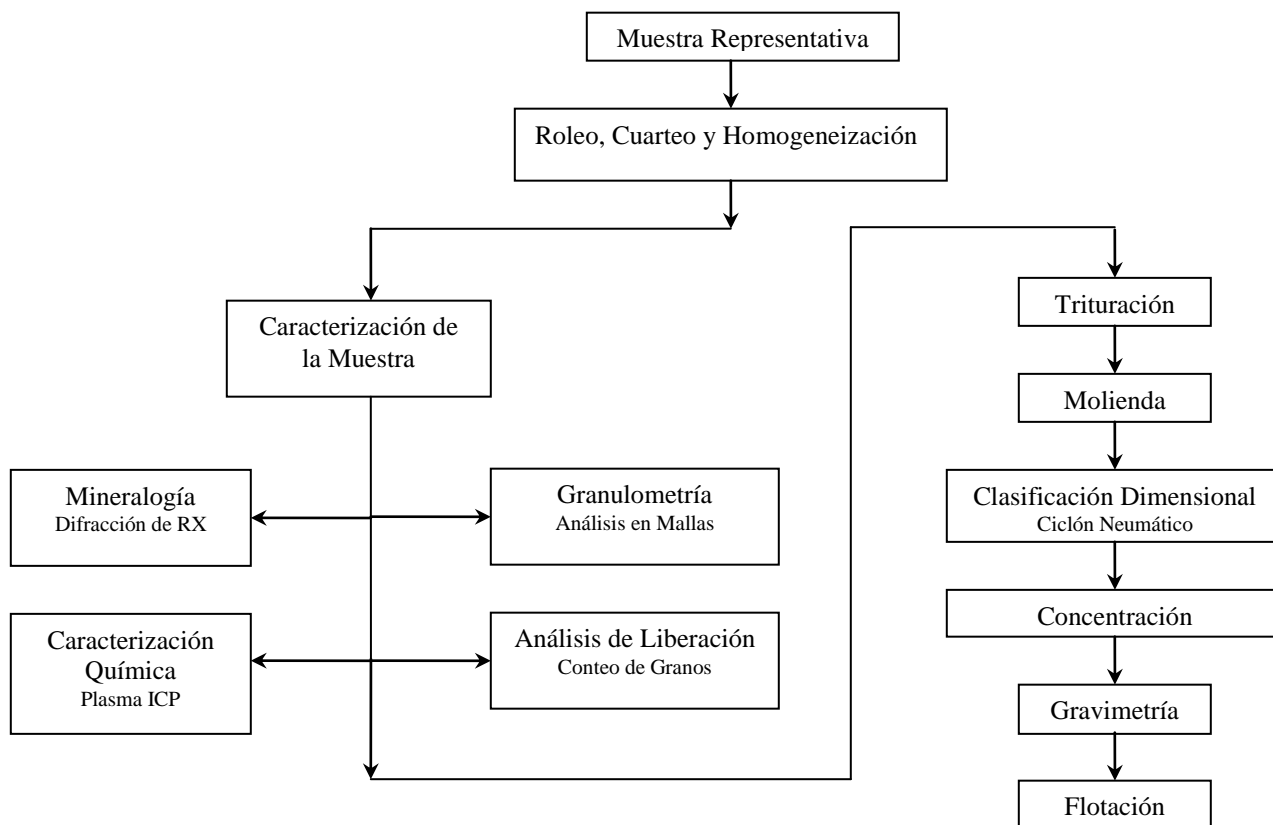 Muestra Representativa
Roleo, Cuarteo y Homogeneización
Caracterización de
la Muestra
Mineralogía
Difracción de RX
Granulometría
Análisis en Mallas
Caracterización
Química
Plasma ICP
Análisis de Liberación
Conteo de Granos
Trituración
Molienda
Clasificación Dimensional
Ciclón Neumático
Concentración
Gravimetría
Flotación